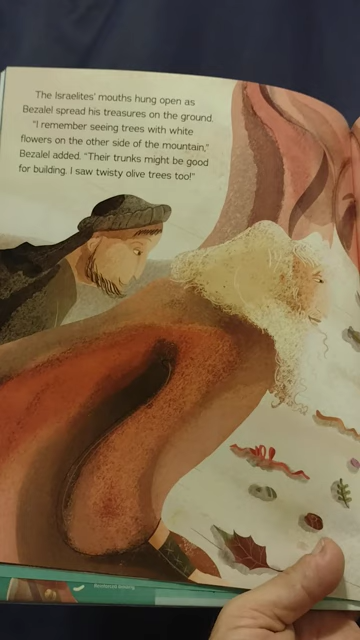 The Israelites' mouths hung open as
Bezalel spread his treasures on the ground.
"I remember seeing trees with white
flowers on the other side of the mountain,"
Bezalel added. "Their trunks might be good
for building. I saw twisty olive trees too!"